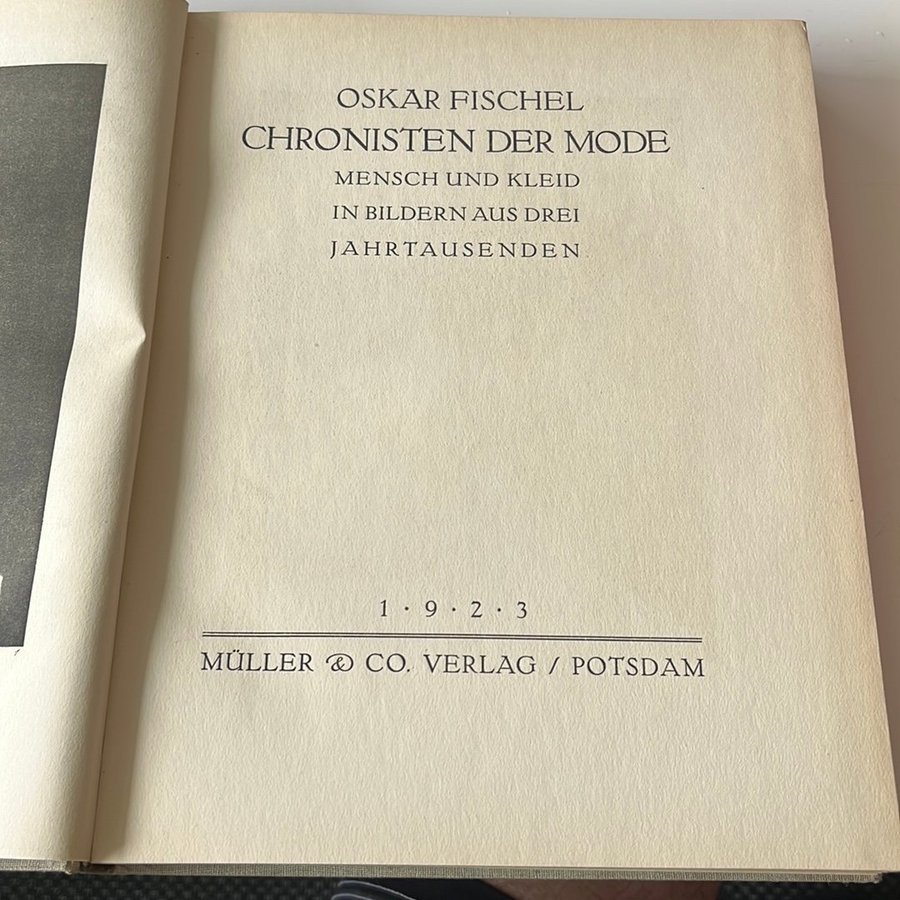 OSKAR FISCHEL
CHRONISTEN DER MODE
MENSCH UND KLEID
IN BILDERN AUS DREI
JAHRTAUSENDEN
1 · 9 · 2 · 3
MÜLLER & CO. VERLAG / POTSDAM